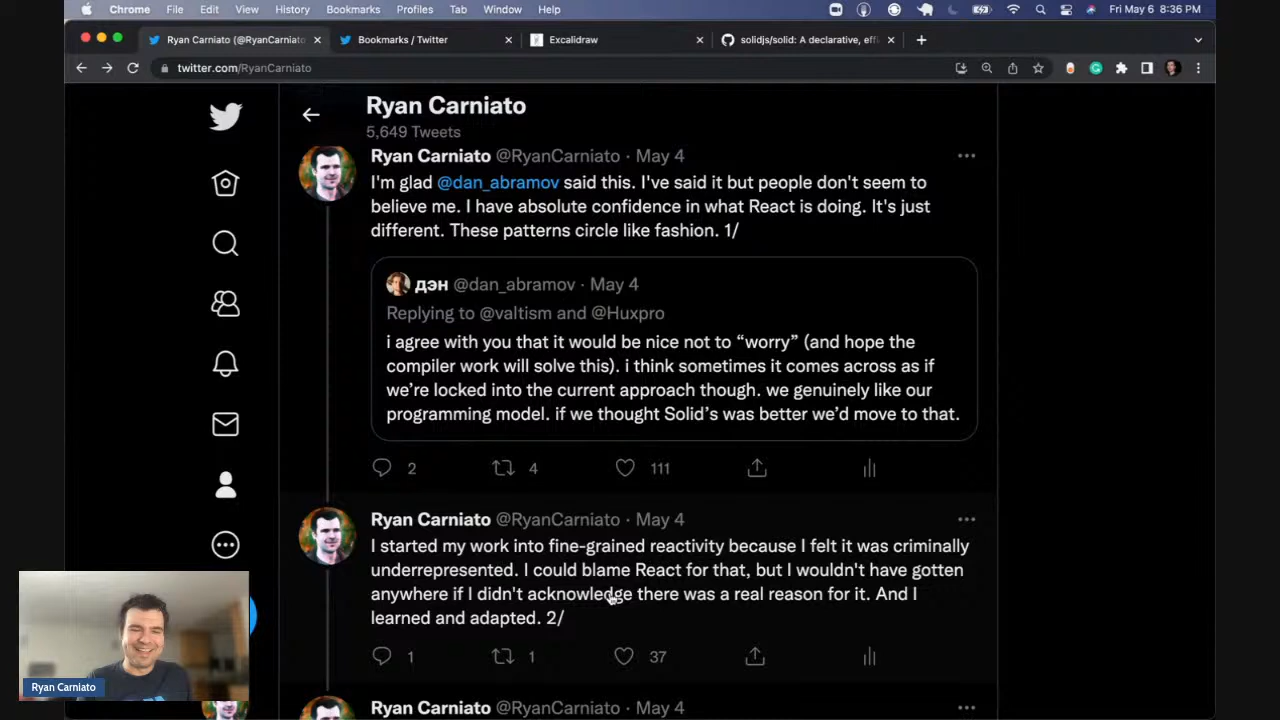 Chrome File Edit View History Bookmarks Profiles Tab Window Help Fri May 6 8:36 PM
Ryan Carniato (@RyanCarniato Bookmarks / Twitter Excalidraw solidjs/solid: A declarative, effi
twitter.com/RyanCarniato
Ryan Carniato
5,649 Tweets
Ryan Carniato @RyanCarniato · May 4
I'm glad @dan_abramov said this. I've said it but people don't seem to
believe me. I have absolute confidence in what React is doing. It's just
different. These patterns circle like fashion. 1/
дэн @dan_abramov · May 4
Replying to @valtism and @Huxpro
i agree with you that it would be nice not to “worry” (and hope the
compiler work will solve this). i think sometimes it comes across as if
we’re locked into the current approach though. we genuinely like our
programming model. if we thought Solid’s was better we’d move to that.
2 4 111
Ryan Carniato @RyanCarniato · May 4
I started my work into fine-grained reactivity because I felt it was criminally
underrepresented. I could blame React for that, but I wouldn't have gotten
anywhere if I didn't acknowledge there was a real reason for it. And I
learned and adapted. 2/
1 1 37
Ryan Carniato
Ryan Carniato @RyanCarniato · May 4